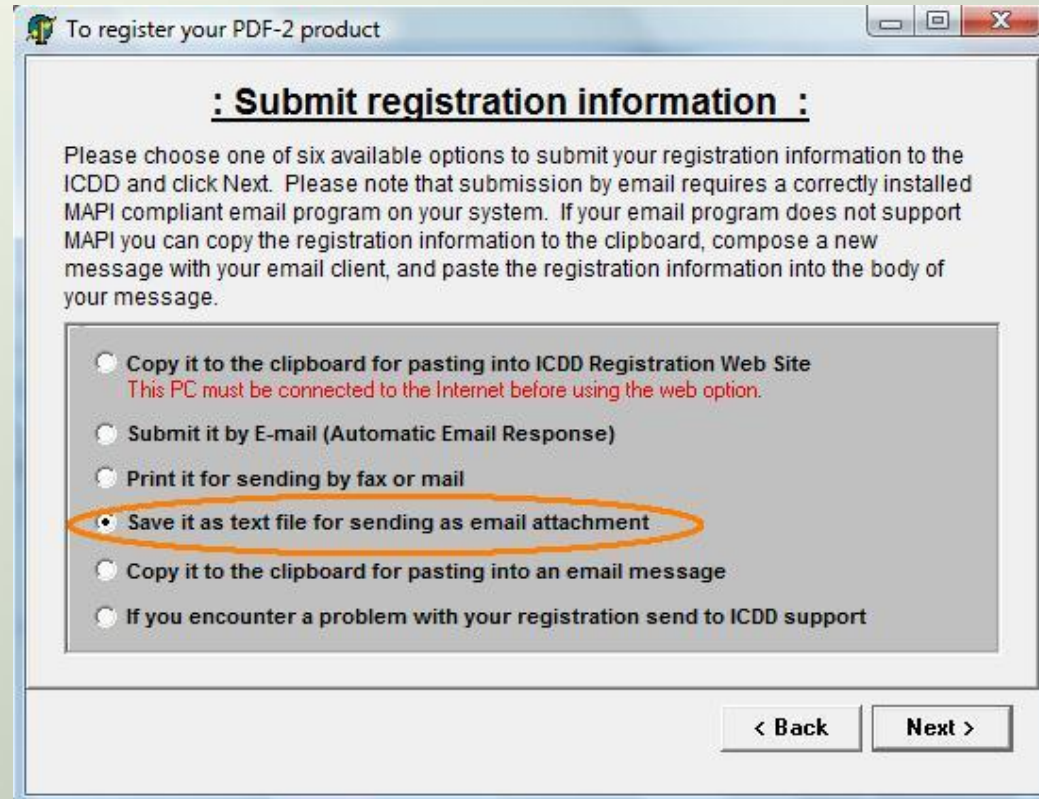 To register your PDF-2 product
: Submit registration information :
Please choose one of six available options to submit your registration information to the
ICDD and click Next. Please note that submission by email requires a correctly installed
MAPI compliant email program on your system. If your email program does not support
MAPI you can copy the registration information to the clipboard, compose a new
message with your email client, and paste the registration information into the body of
your message.
Copy it to the clipboard for pasting into ICDD Registration Web Site
This PC must be connected to the Internet before using the web option.
Submit it by E-mail (Automatic Email Response)
Print it for sending by fax or mail
Save it as text file for sending as email attachment
Copy it to the clipboard for pasting into an email message
If you encounter a problem with your registration send to ICDD support
< Back Next >